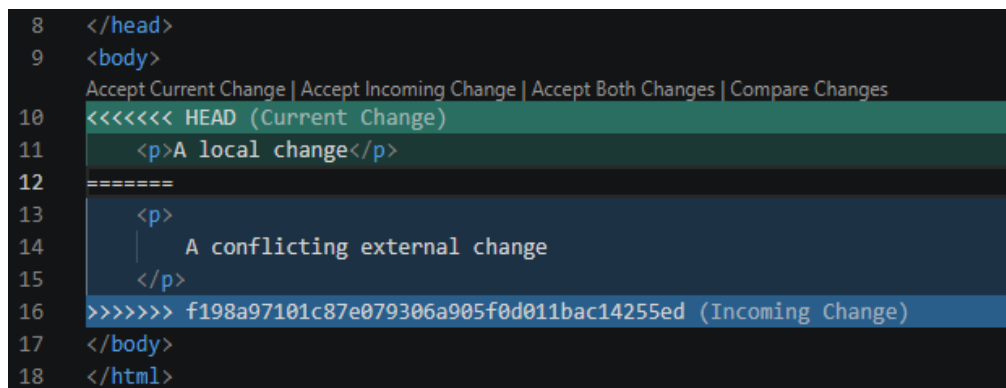 8 </head>
9 <body>
Accept Current Change | Accept Incoming Change | Accept Both Changes | Compare Changes
10 <<<<<<< HEAD (Current Change)
11     <p>A local change</p>
12 =======
13     <p>
14         A conflicting external change
15     </p>
16 >>>>>>> f198a97101c87e079306a905f0d011bac14255ed (Incoming Change)
17 </body>
18 </html>